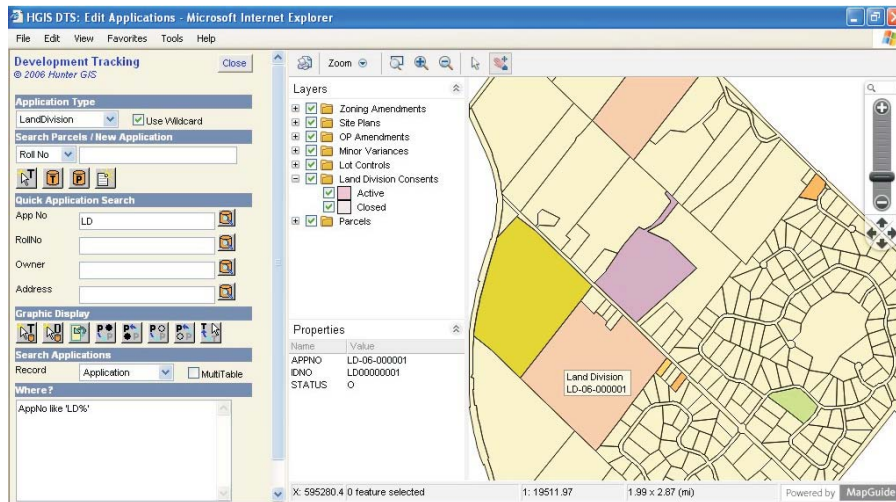 HGIS DTS: Edit Applications - Microsoft Internet Explorer
File Edit View Favorites Tools Help
Development Tracking
Close
© 2006 Hunter GIS
Application Type
LandDivision
Use Wildcard
Search Parcels / New Application
Roll No
T P
Quick Application Search
App No
LD
RollNo
Owner
Address
Graphic Display
Search Applications
Record
Application
MultiTable
Where?
AppNo like 'LD%'
Zoom
Layers
Zoning Amendments
Site Plans
OP Amendments
Minor Variances
Lot Controls
Land Division Consents
Active
Closed
Parcels
Properties
Name Value
APPNO LD-06-000001
IDNO LD00000001
STATUS O
Land Division
LD-06-000001
X: 595280.4 0 feature selected
1: 19511.97
1.99 x 2.87 (mi)
Powered by MapGuide